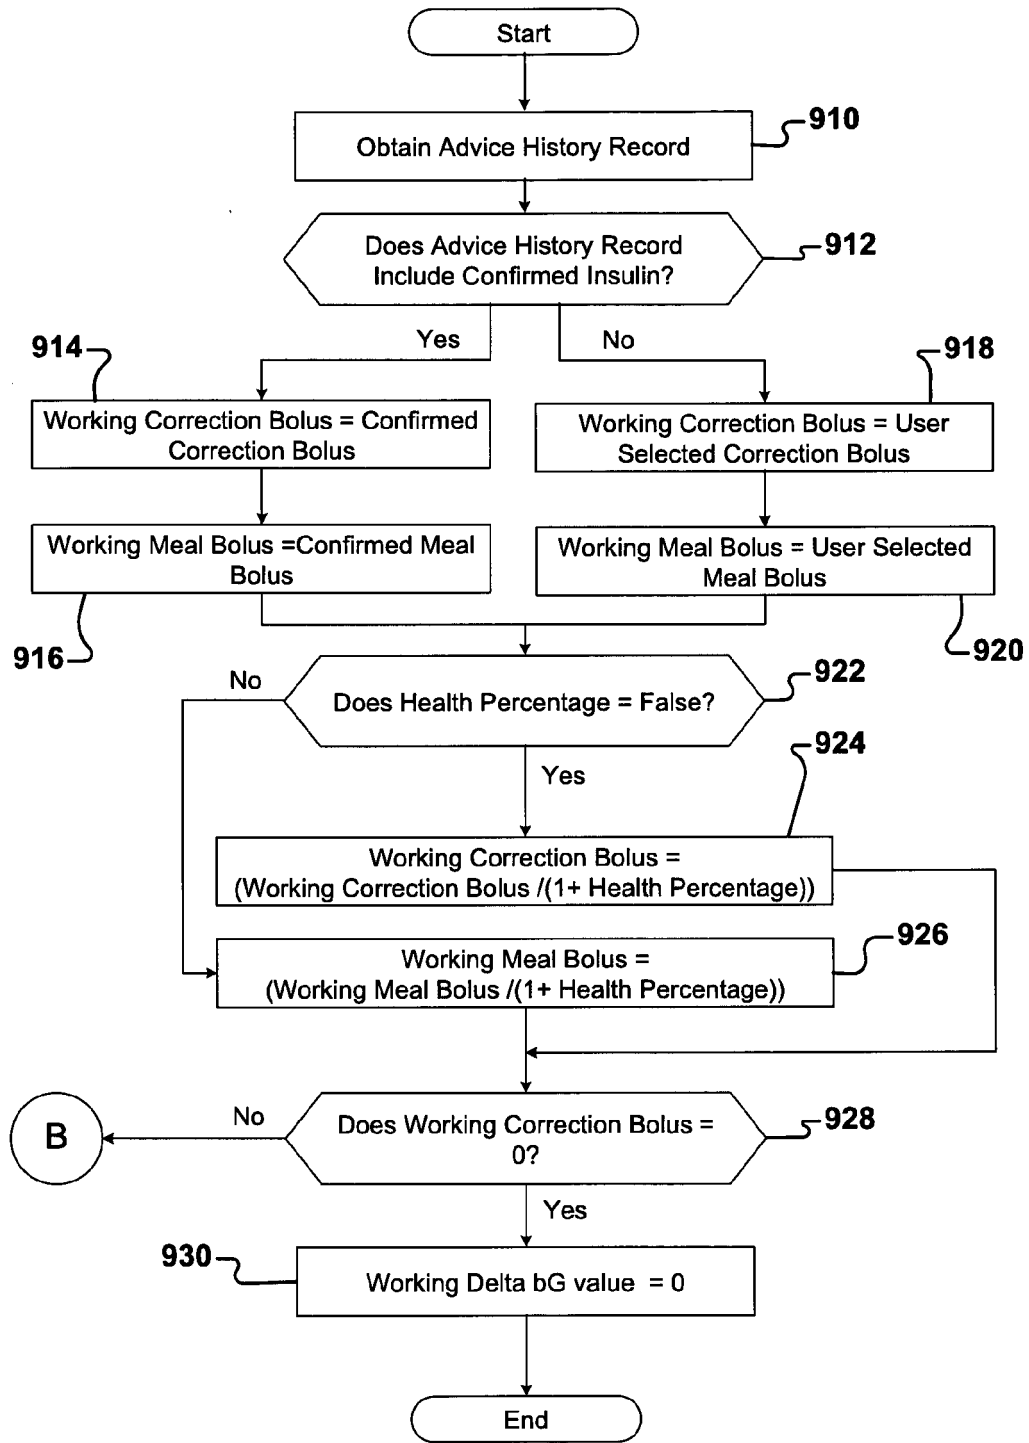 Start
Obtain Advice History Record
910
Does Advice History Record
Include Confirmed Insulin?
912
Yes
No
914
918
Working Correction Bolus = Confirmed
Correction Bolus
Working Correction Bolus = User
Selected Correction Bolus
Working Meal Bolus =Confirmed Meal
Bolus
Working Meal Bolus = User Selected
Meal Bolus
916
920
No
Does Health Percentage = False?
922
Yes
924
Working Correction Bolus =
(Working Correction Bolus /(1+ Health Percentage))
926
Working Meal Bolus =
(Working Meal Bolus /(1+ Health Percentage))
B
No
Does Working Correction Bolus =
0?
928
Yes
930
Working Delta bG value = 0
End